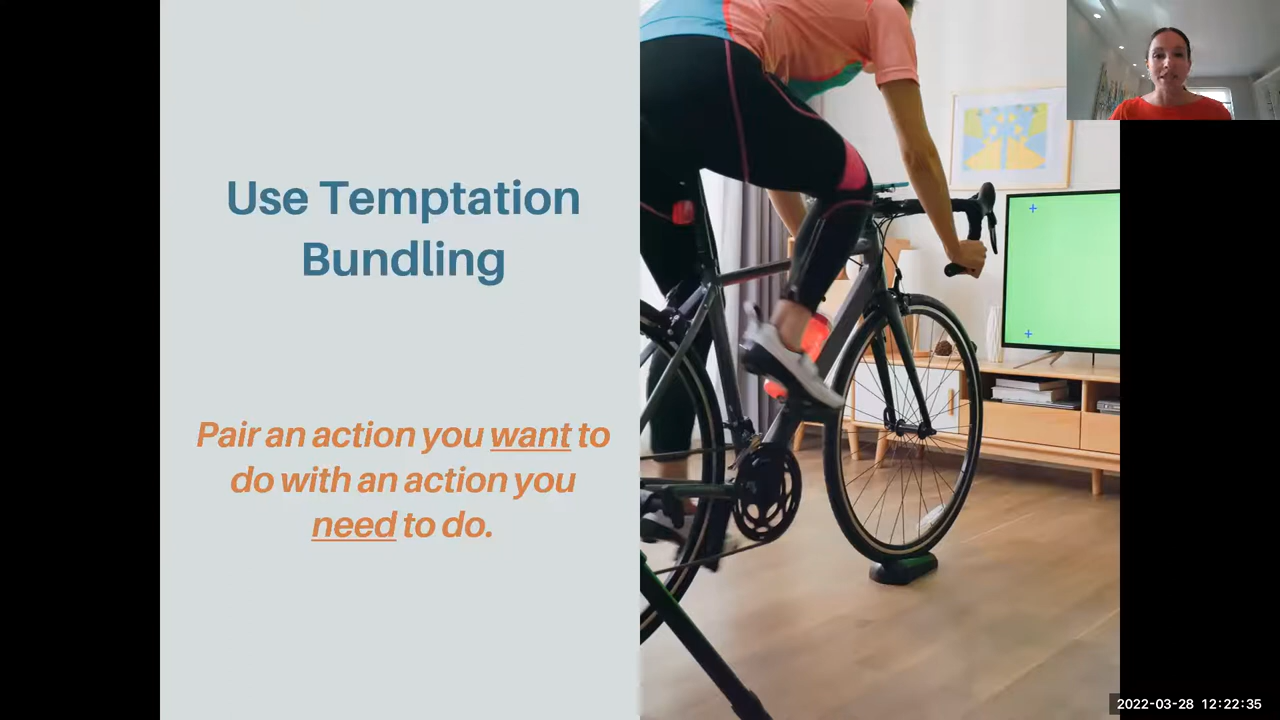 Use Temptation
Bundling
Pair an action you want to
do with an action you
need to do.
2022-03-28 12:22:35